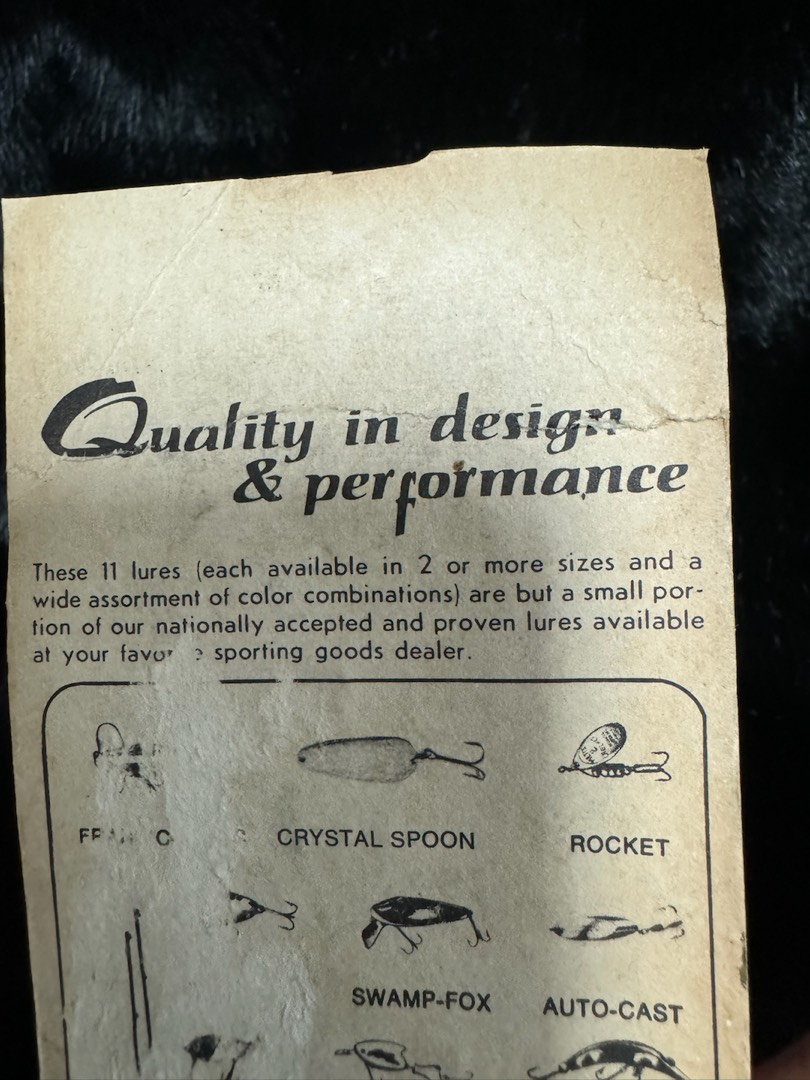 Quality in design
& performance
These 11 lures (each available in 2 or more sizes and a
wide assortment of color combinations) are but a small por-
tion of our nationally accepted and proven lures available
at your sporting goods dealer.
CRYSTAL SPOON
ROCKET
SWAMP-FOX
AUTO-CAST